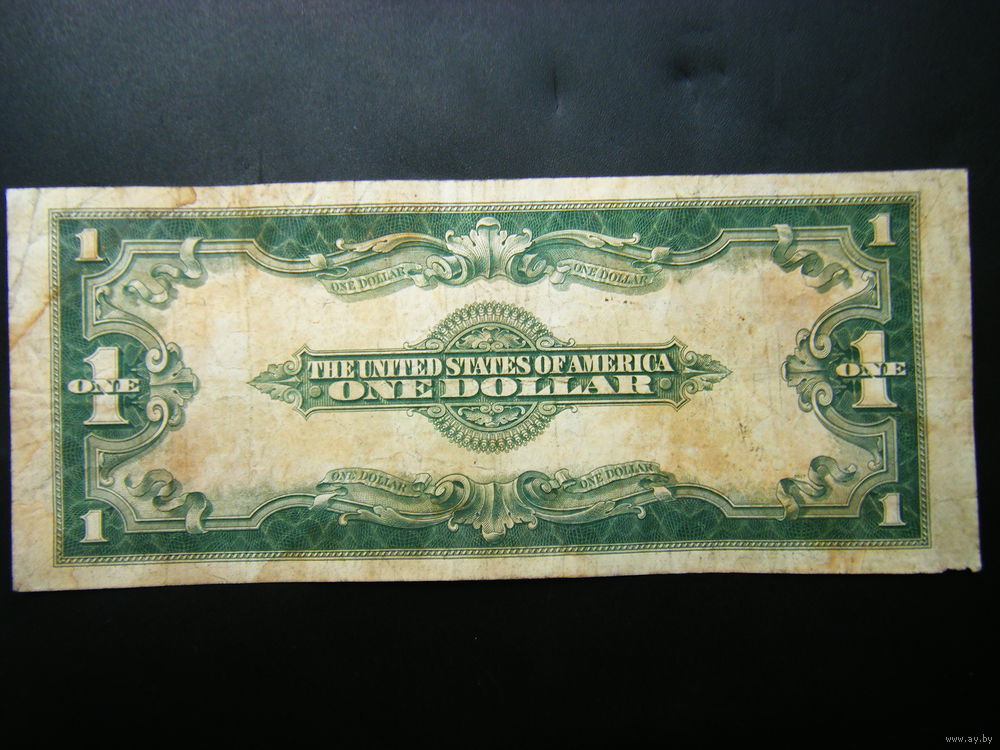 1 1
ONE DOLLAR ONE DOLLAR
THE UNITED STATES OF AMERICA
1 ONE ONE DOLLAR 1 ONE
ONE DOLLAR ONE DOLLAR
1 1
www.ay.by